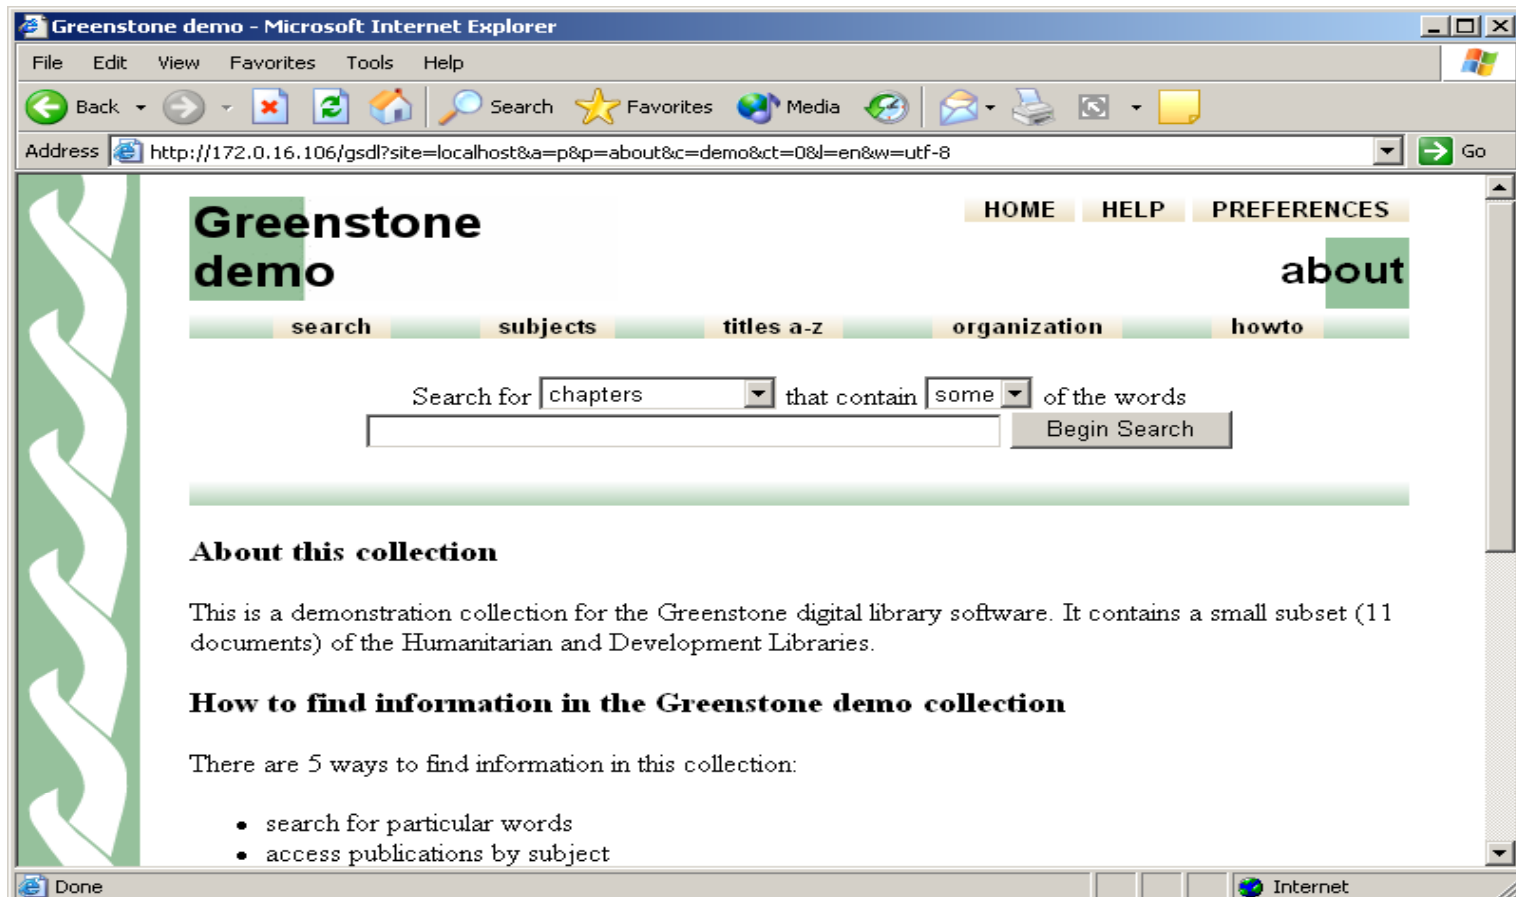 Greenstone demo - Microsoft Internet Explorer
File Edit View Favorites Tools Help
Back Search Favorites Media
Address http://172.0.16.106/gsdl?site=localhost&a=p&p=about&c=demo&ct=0&l=en&w=utf-8 Go
HOME HELP PREFERENCES
Greenstone
demo
about
search subjects titles a-z organization howto
Search for chapters that contain some of the words
Begin Search
About this collection
This is a demonstration collection for the Greenstone digital library software. It contains a small subset (11
documents) of the Humanitarian and Development Libraries.
How to find information in the Greenstone demo collection
There are 5 ways to find information in this collection:
• search for particular words
• access publications by subject
Done Internet